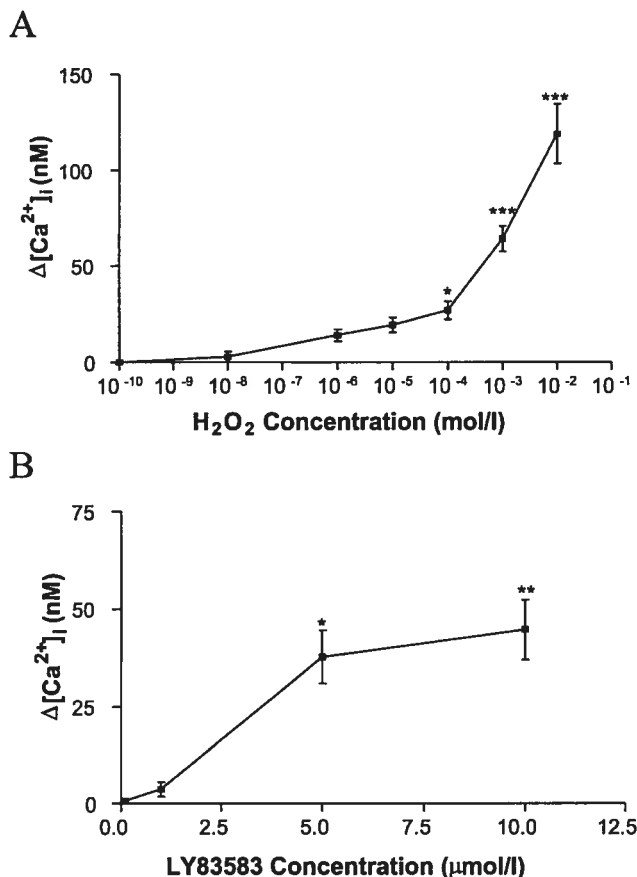 A
150
***
100
***
50
*
0
Δ[Ca²⁺]i (nM)
10⁻¹⁰ 10⁻⁹ 10⁻⁸ 10⁻⁷ 10⁻⁶ 10⁻⁵ 10⁻⁴ 10⁻³ 10⁻² 10⁻¹
H₂O₂ Concentration (mol/l)
B
75
**
50
*
25
0
Δ[Ca²⁺]i (nM)
0.0 2.5 5.0 7.5 10.0 12.5
LY83583 Concentration (μmol/l)